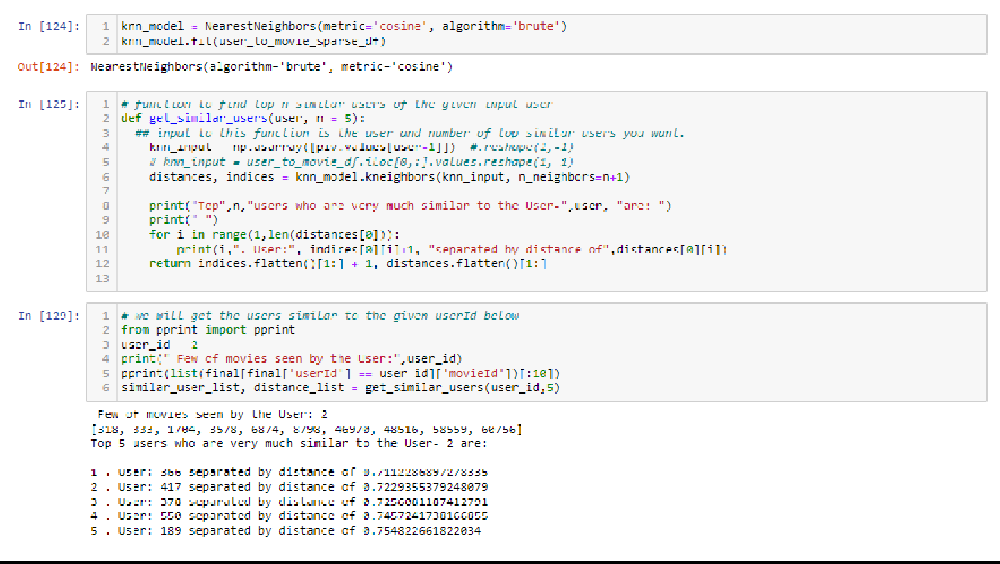 In [124]:
1 knn_model = NearestNeighbors(metric='cosine', algorithm='brute')
2 knn_model.fit(user_to_movie_sparse_df)
Out[124]: NearestNeighbors(algorithm='brute', metric='cosine')
In [125]:
1 # function to find top n similar users of the given input user
2 def get_similar_users(user, n = 5):
3   ## input to this function is the user and number of top similar users you want.
4     knn_input = np.asarray([piv.values[user-1]])  #.reshape(1,-1)
5     # knn_input = user_to_movie_df.iloc[0,:].values.reshape(1,-1)
6     distances, indices = knn_model.kneighbors(knn_input, n_neighbors=n+1)
7
8     print("Top",n,"users who are very much similar to the User-",user, "are: ")
9     print(" ")
10     for i in range(1,len(distances[0])):
11         print(i,". User:", indices[0][i]+1, "separated by distance of",distances[0][i])
12     return indices.flatten()[1:] + 1, distances.flatten()[1:]
13
In [129]:
1 # we will get the users similar to the given userId below
2 from pprint import pprint
3 user_id = 2
4 print(" Few of movies seen by the User:",user_id)
5 pprint(list(final[final['userId'] == user_id]['movieId'])[:10])
6 similar_user_list, distance_list = get_similar_users(user_id,5)
 Few of movies seen by the User: 2
[318, 333, 1704, 3578, 6874, 8798, 46970, 48516, 58559, 60756]
Top 5 users who are very much similar to the User- 2 are:
1 . User: 366 separated by distance of 0.7112286897278335
2 . User: 417 separated by distance of 0.7229355379248079
3 . User: 378 separated by distance of 0.7256081187412791
4 . User: 550 separated by distance of 0.7457241738166855
5 . User: 189 separated by distance of 0.754822661822034